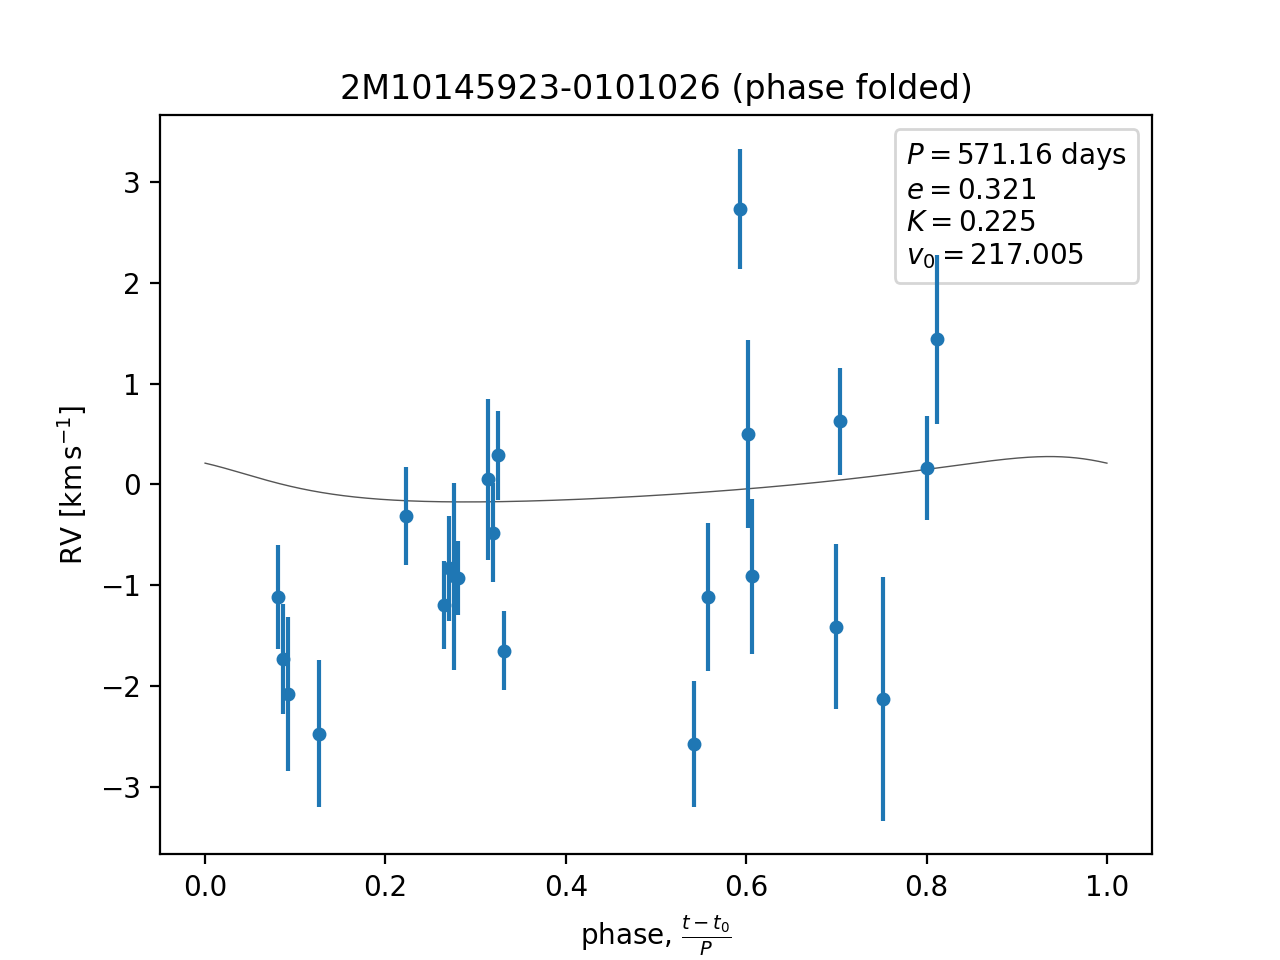 2M10145923-0101026 (phase folded)
P = 571.16 days
e = 0.321
K = 0.225
v₀ = 217.005
RV [km s⁻¹]
3
2
1
0
−1
−2
−3
0.0 0.2 0.4 0.6 0.8 1.0
phase, (t − t₀)/P